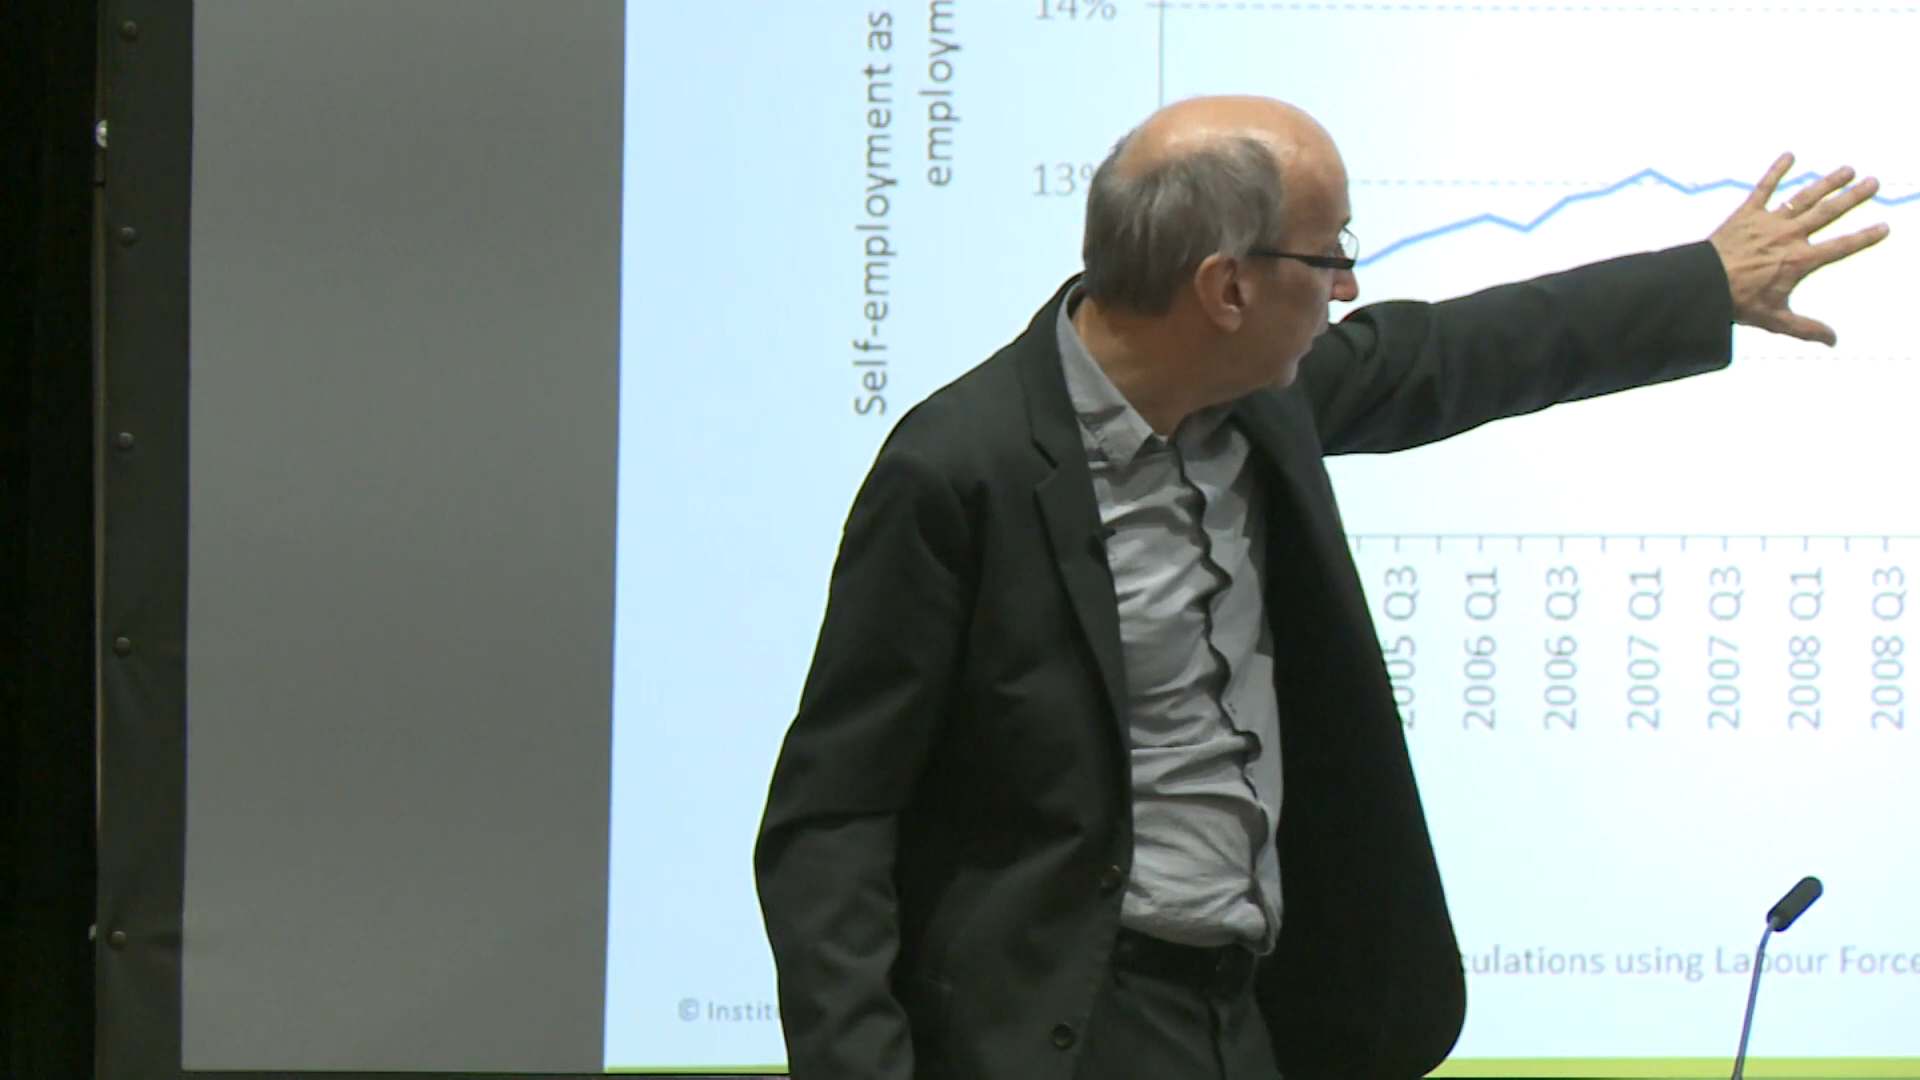 Self-employment as
employm
14%
13%
2005 Q3
2006 Q1
2006 Q3
2007 Q1
2007 Q3
2008 Q1
2008 Q3
culations using Labour Force
© Institu